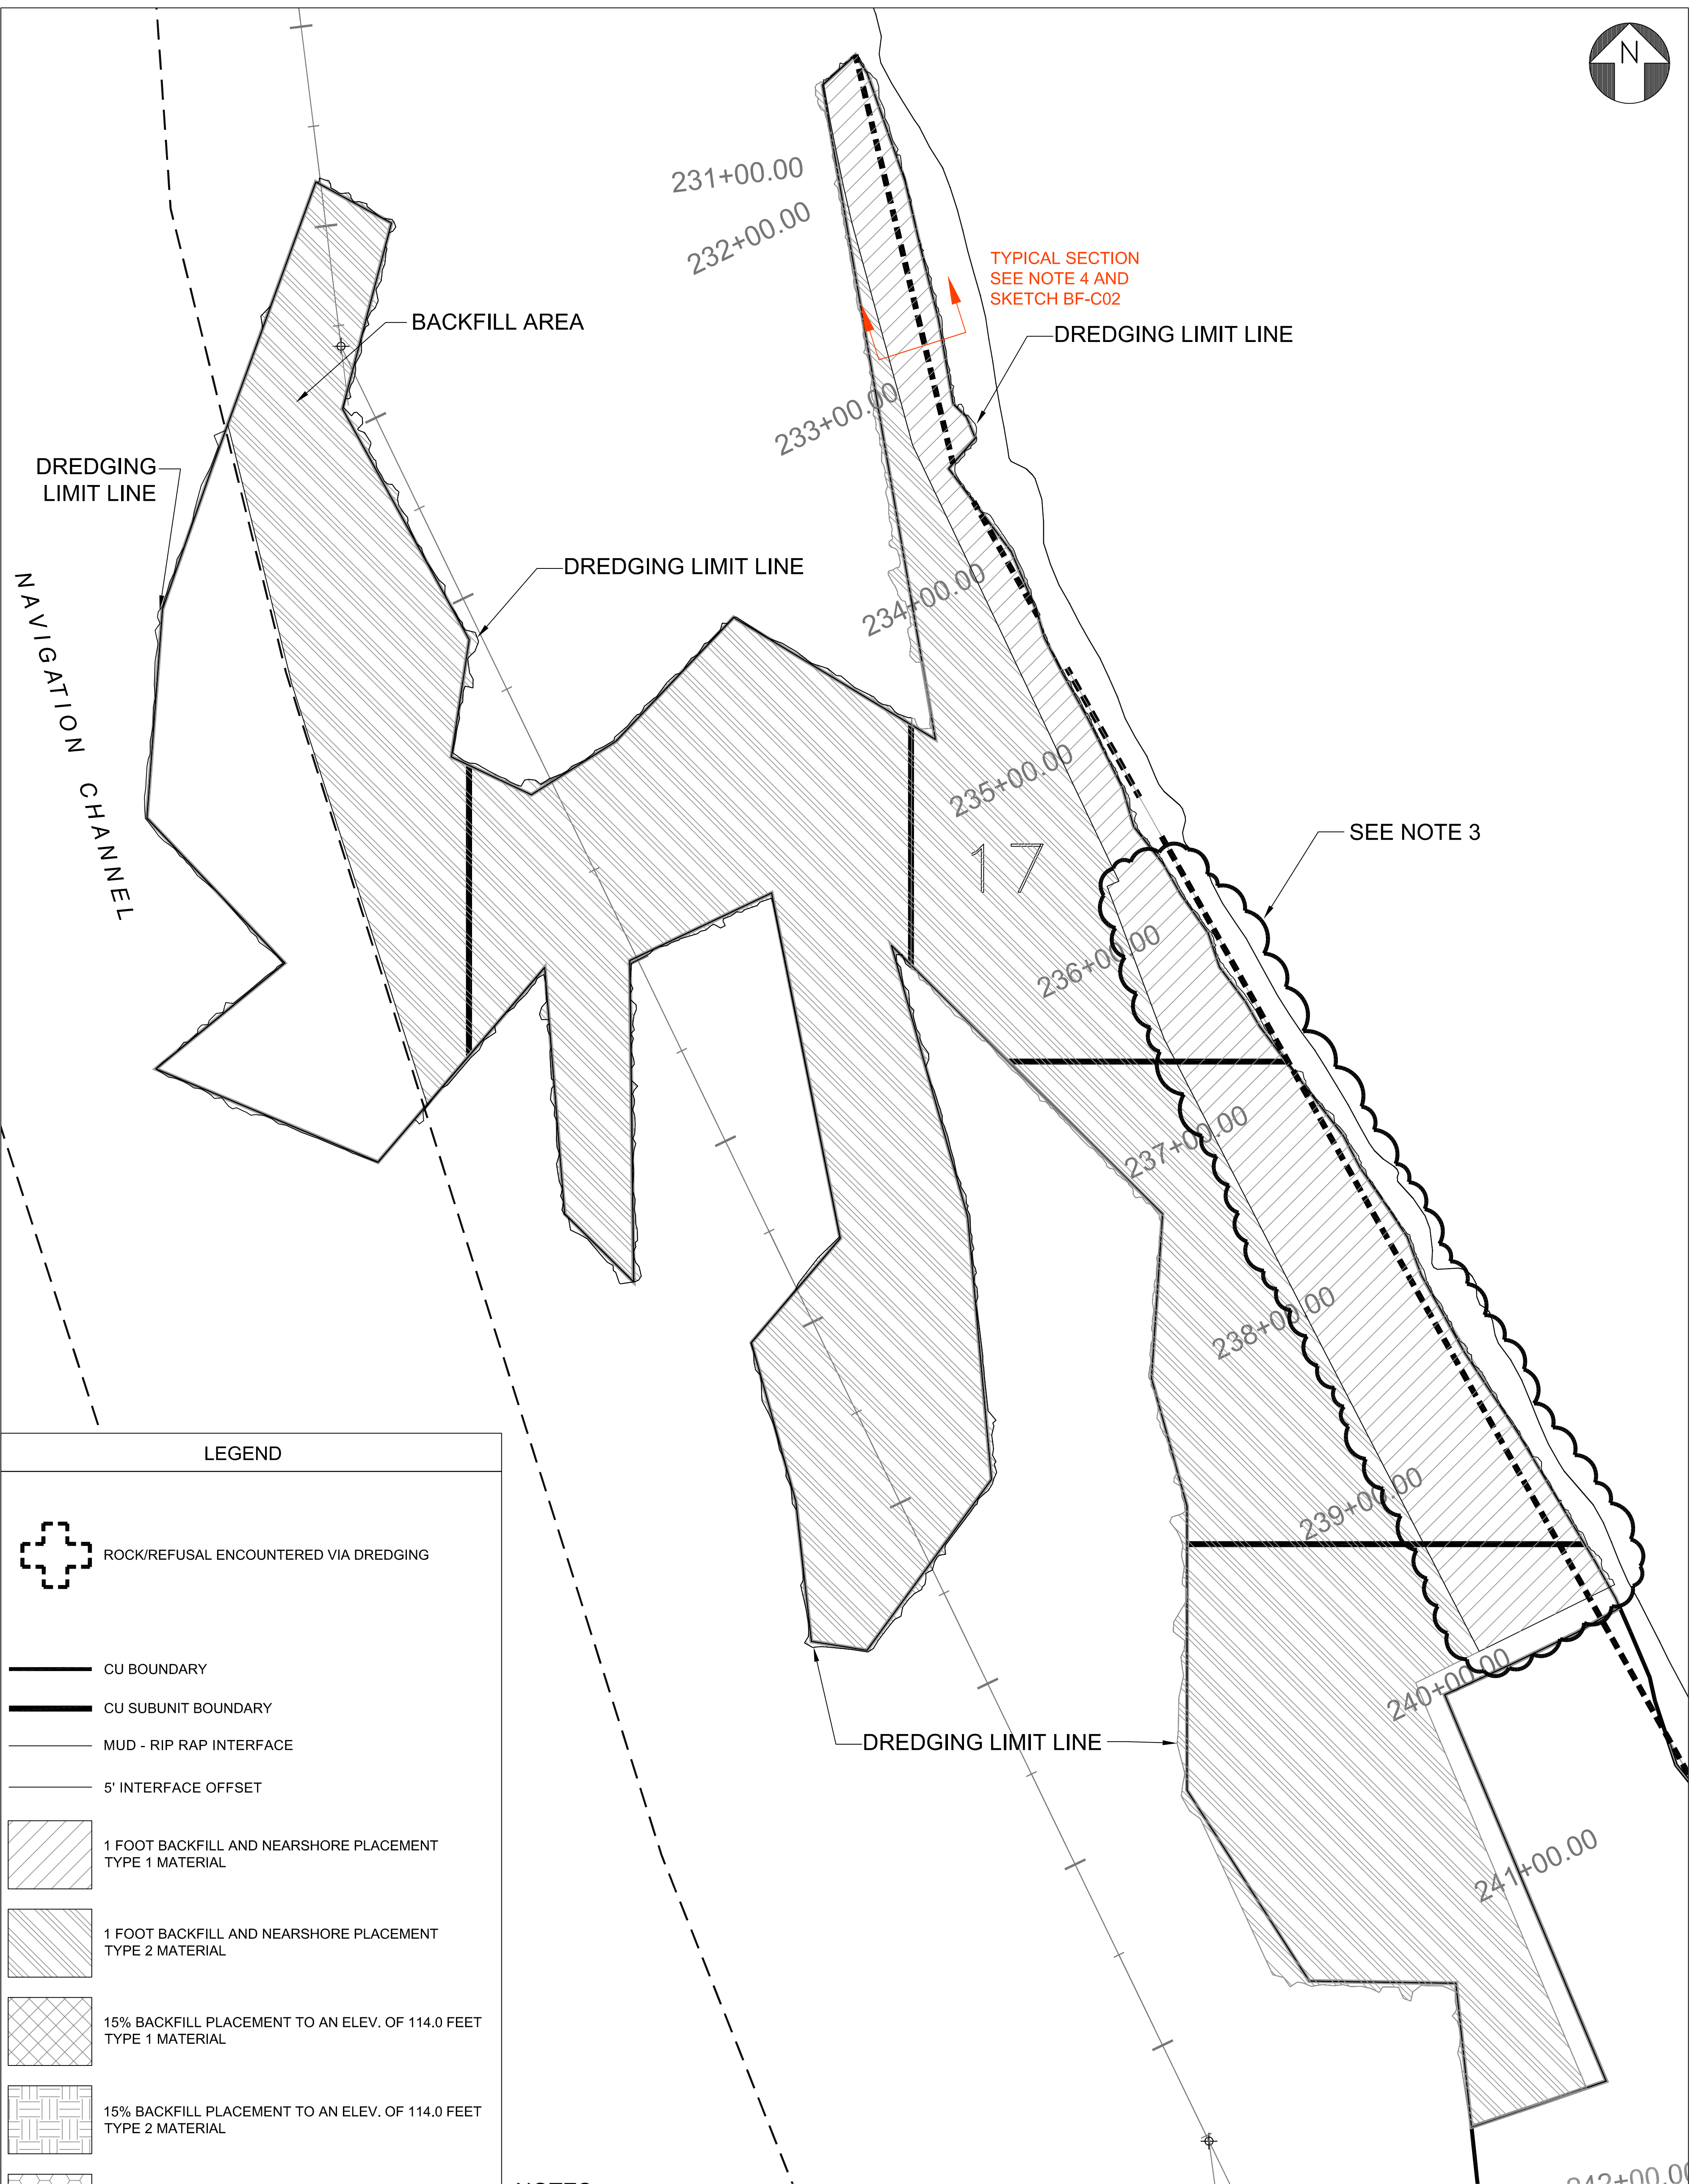 N
231+00.00
232+00.00
TYPICAL SECTION
SEE NOTE 4 AND
SKETCH BF-C02
BACKFILL AREA
DREDGING LIMIT LINE
233+00.00
DREDGING
LIMIT LINE
DREDGING LIMIT LINE
234+00.00
NAVIGATION CHANNEL
235+00.00
17
SEE NOTE 3
236+00.00
237+00.00
238+00.00
239+00.00
240+00.00
DREDGING LIMIT LINE
241+00.00
242+00.00
LEGEND
ROCK/REFUSAL ENCOUNTERED VIA DREDGING
CU BOUNDARY
CU SUBUNIT BOUNDARY
MUD - RIP RAP INTERFACE
5' INTERFACE OFFSET
1 FOOT BACKFILL AND NEARSHORE PLACEMENT
TYPE 1 MATERIAL
1 FOOT BACKFILL AND NEARSHORE PLACEMENT
TYPE 2 MATERIAL
15% BACKFILL PLACEMENT TO AN ELEV. OF 114.0 FEET
TYPE 1 MATERIAL
15% BACKFILL PLACEMENT TO AN ELEV. OF 114.0 FEET
TYPE 2 MATERIAL